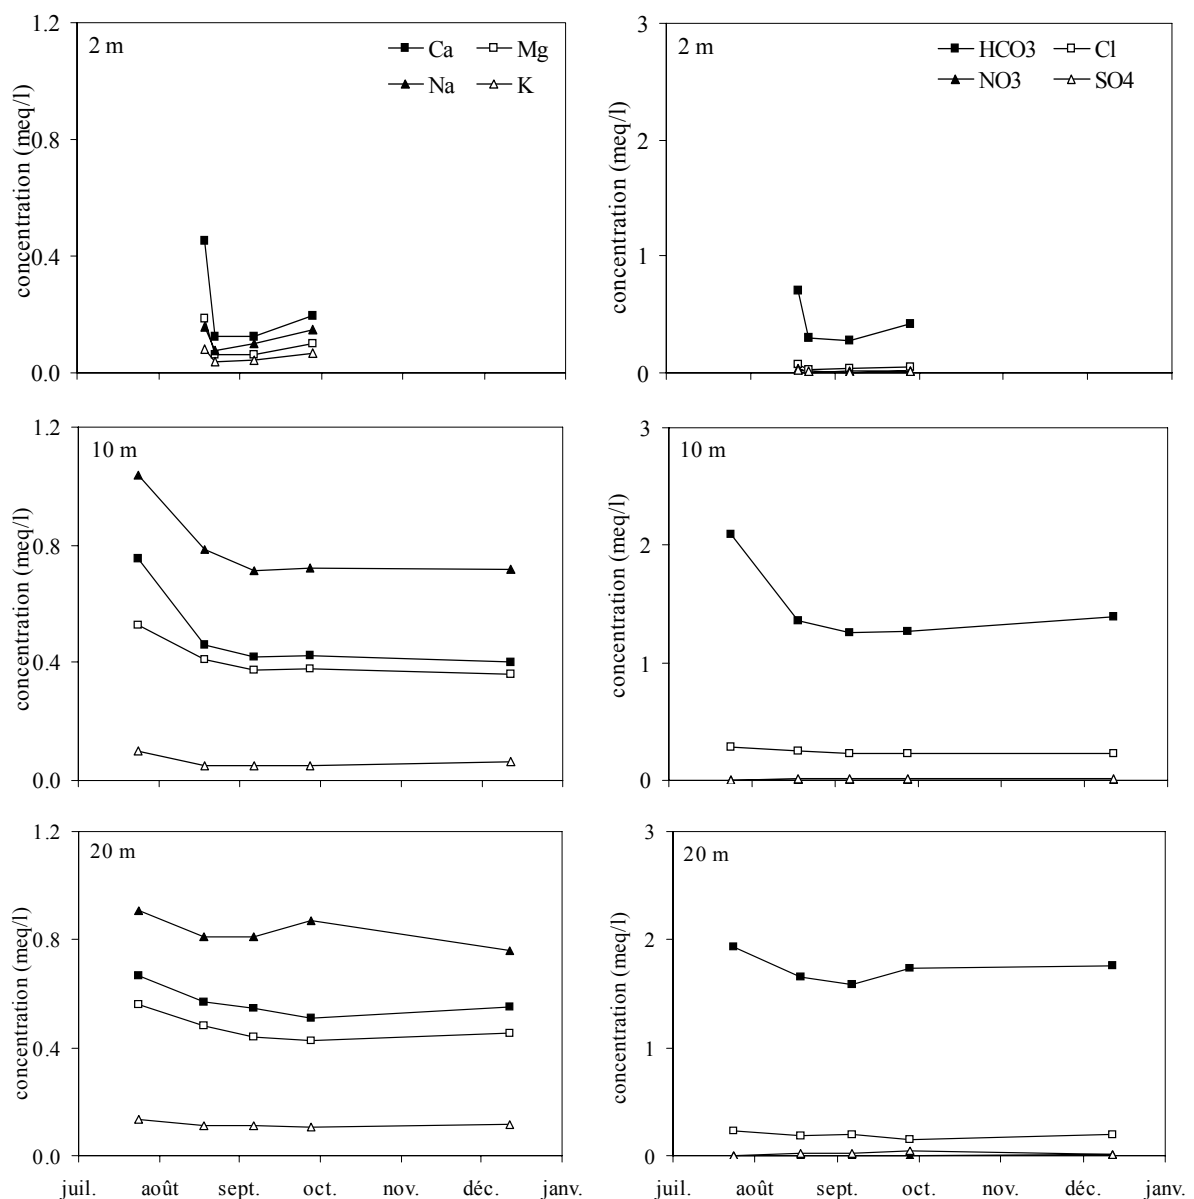 1.2
2 m
Ca
Mg
Na
K
0.8
0.4
0.0
concentration (meq/l)
juil. août sept. oct. nov. déc. janv.
3
2 m
HCO3
Cl
NO3
SO4
2
1
0
concentration (meq/l)
juil. août sept. oct. nov. déc. janv.
1.2
10 m
0.8
0.4
0.0
concentration (meq/l)
3
10 m
2
1
0
concentration (meq/l)
1.2
20 m
0.8
0.4
0.0
concentration (meq/l)
3
20 m
2
1
0
concentration (meq/l)